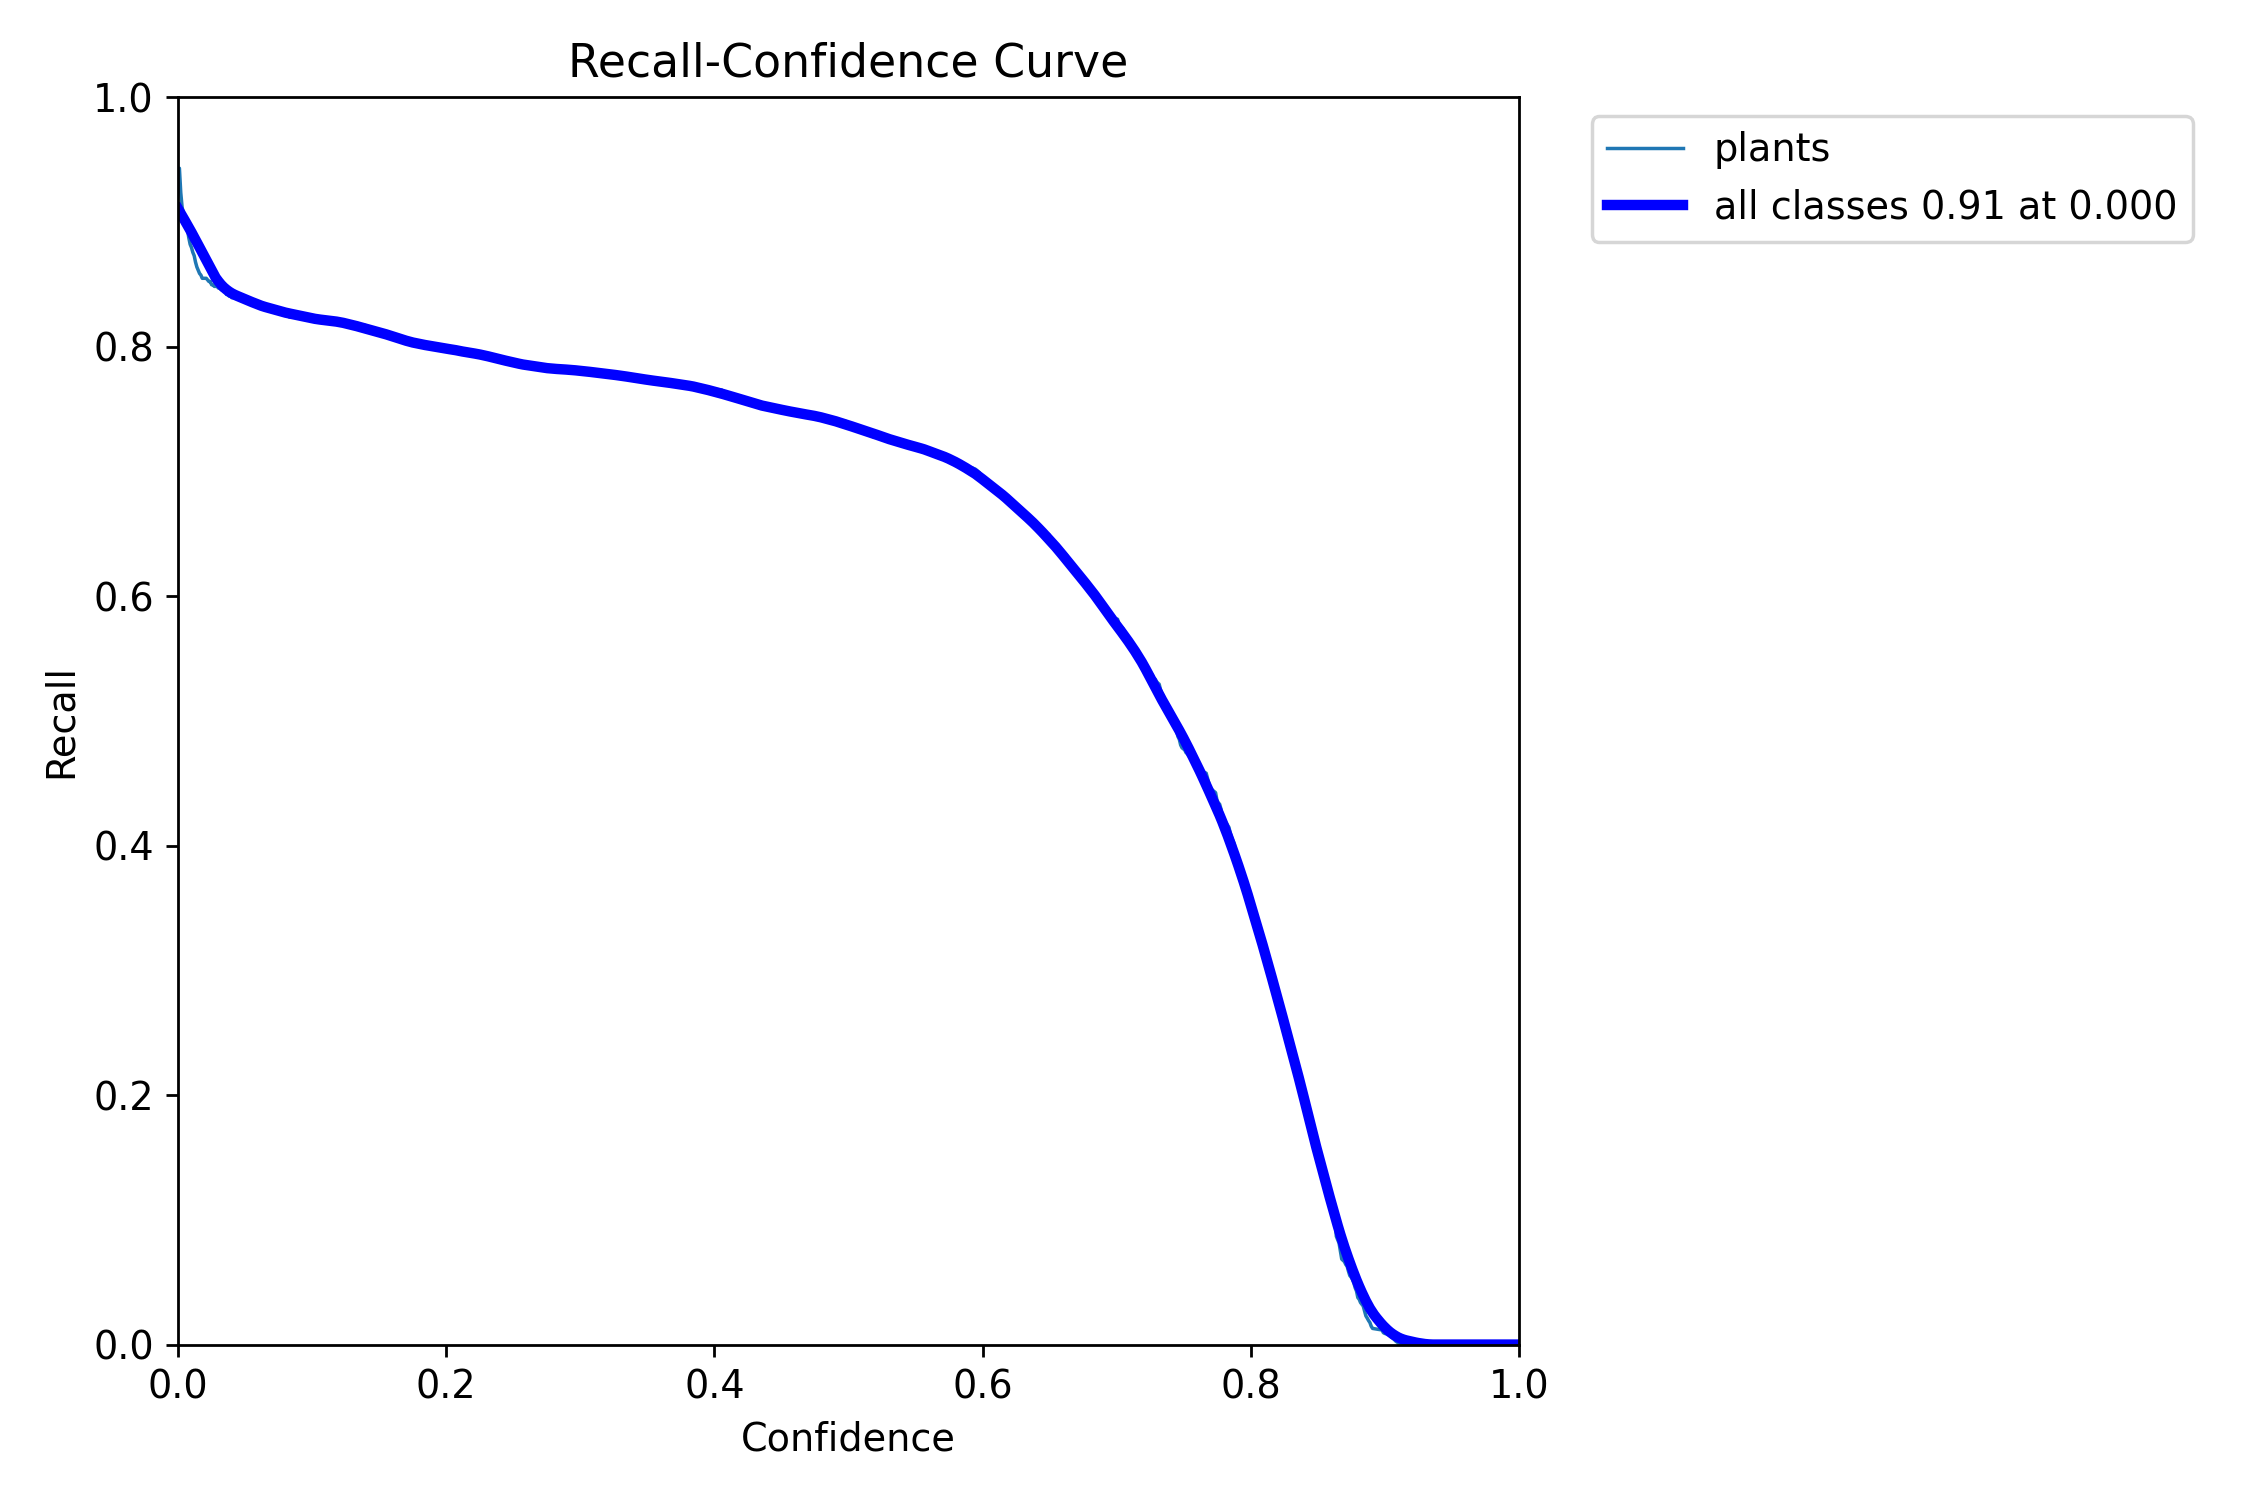 Recall-Confidence Curve
1.0
0.8
0.6
0.4
0.2
0.0
Recall
0.0 0.2 0.4 0.6 0.8 1.0
Confidence
plants
all classes 0.91 at 0.000